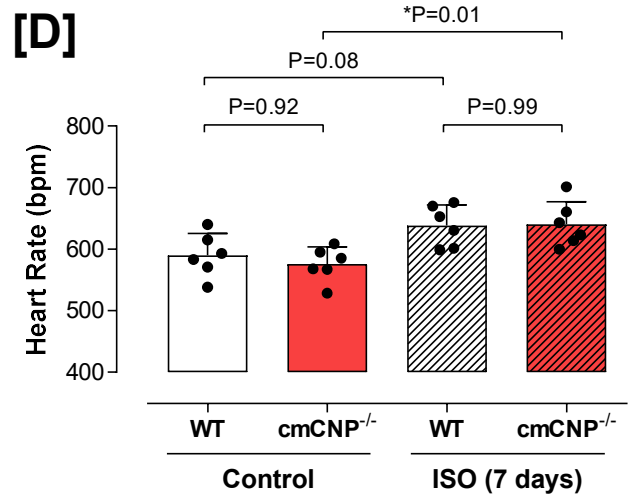 [D]
*P=0.01
P=0.08
P=0.92 P=0.99
Heart Rate (bpm)
800
700
600
500
400
WT cmCNP-/- WT cmCNP-/-
Control ISO (7 days)